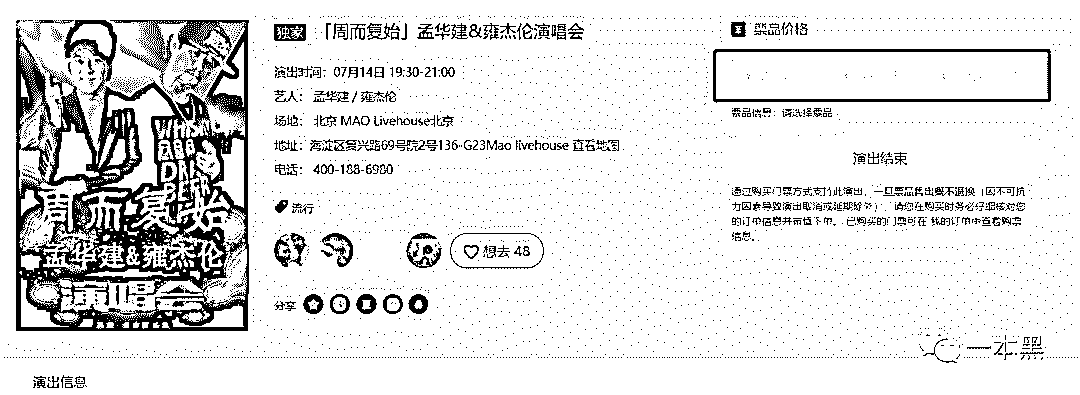 周而复始
孟华建&雍杰伦
演唱会
独家 「周而复始」孟华建&雍杰伦演唱会
演出时间: 07月14日 19:30-21:00
艺人: 孟华建 / 雍杰伦
场地: 北京 MAO Livehouse北京
地址: 海淀区复兴路69号院2号136-G23Mao livehouse 查看地图
电话: 400-188-6980
流行
想去 48
分享
票品价格
票品信息: 请选择票品
演出结束
通过购买门票方式支付此演出，一旦票品售出概不退换（因不可抗
力因素导致演出取消或延期除外），请您在购买时务必仔细核对您
的订单信息并审慎下单。已购买的门票可在 我的订单中查看购票
信息。
一本黑
演出信息